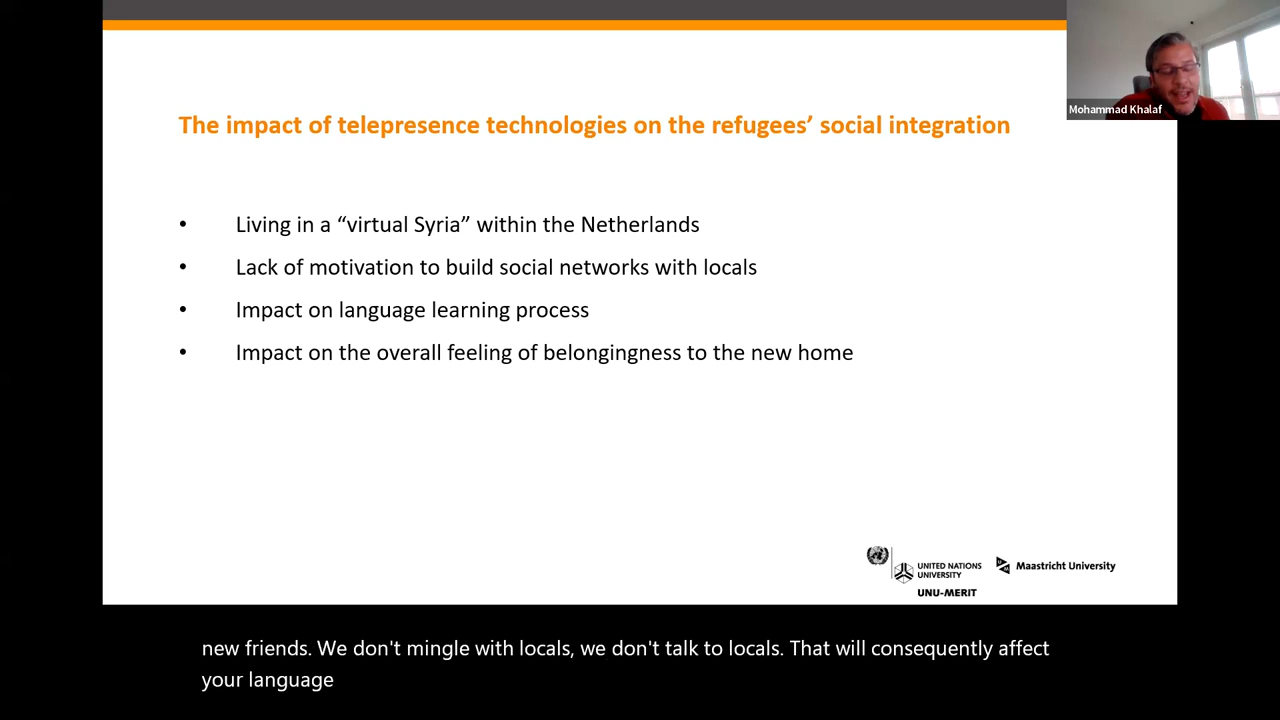 Mohammad Khalaf
The impact of telepresence technologies on the refugees’ social integration
• Living in a “virtual Syria” within the Netherlands
• Lack of motivation to build social networks with locals
• Impact on language learning process
• Impact on the overall feeling of belongingness to the new home
UNITED NATIONS
UNIVERSITY
UNU-MERIT
Maastricht University
new friends. We don't mingle with locals, we don't talk to locals. That will consequently affect
your language